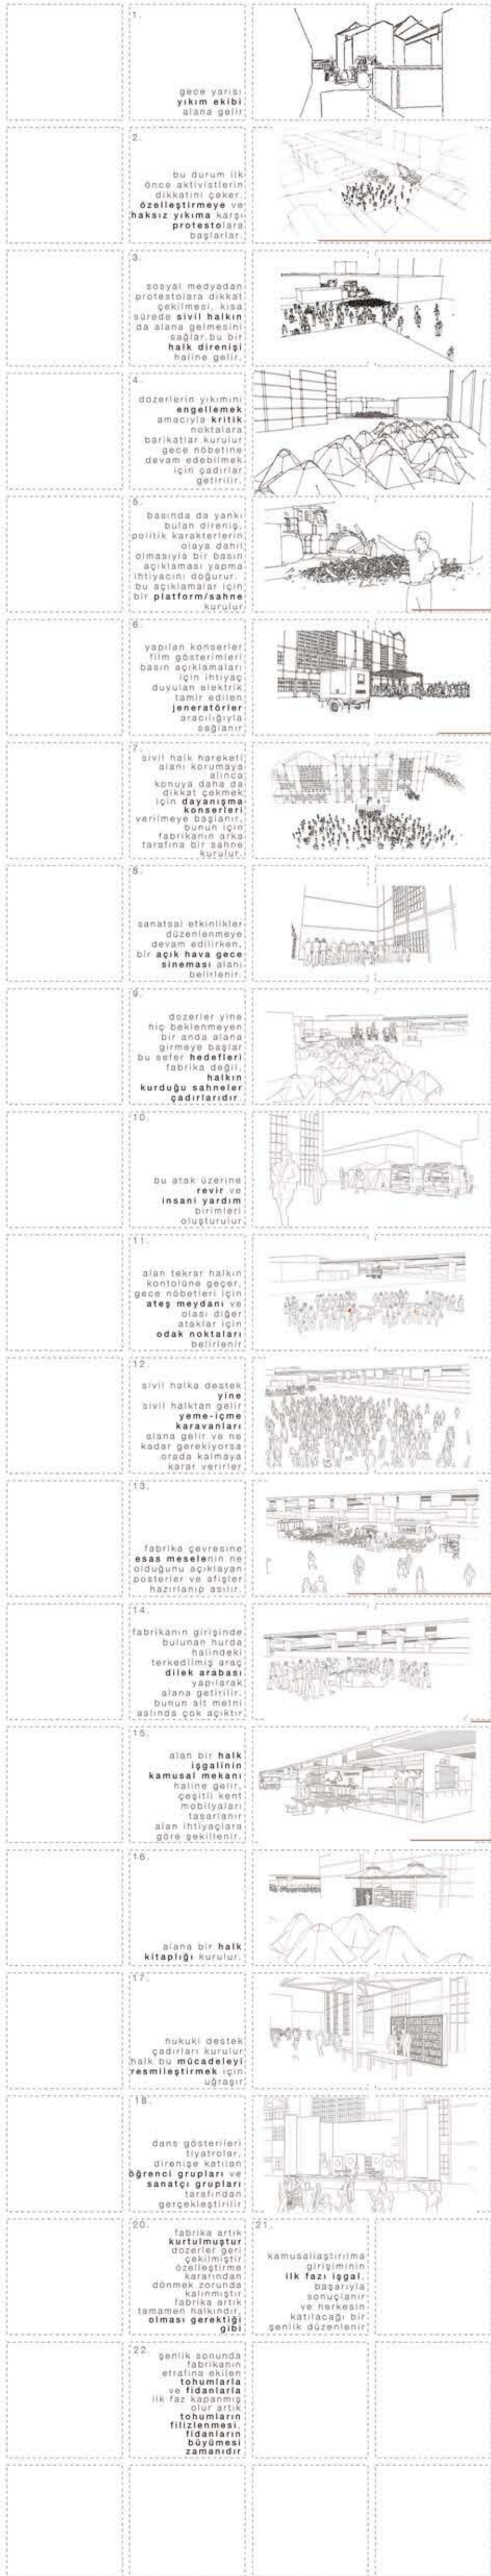 1.
gece yarısı
yıkım ekibi
alana gelir
2.
bu durum ilk
önce aktivistlerin
dikkatini çeker.
özelleştirmeye ve
haksız yıkıma karşı
protestolara
başlarlar.
3.
sosyal medyadan
protestolara dikkat
çekilmesi, kısa
sürede sivil halkın
da alana gelmesini
sağlar.bu bir
halk direnişi
haline gelir.
4.
dozerlerin yıkımını
engellemek
amacıyla kritik
noktalara
barikatlar kurulur
gece nöbetine
devam edebilmek
için çadırlar
getirilir.
5.
basında da yankı
bulan direniş,
politik karakterlerin
olaya dahil
olmasıyla bir basın
açıklaması yapma
ihtiyacını doğurur.
bu açıklamalar için
bir platform/sahne
kurulur
6.
yapılan konserler
film gösterimleri
basın açıklamaları
için ihtiyaç
duyulan elektrik
tamir edilen
jeneratörler
aracılığıyla
sağlanır
7.
sivil halk hareketi
alanı korumaya
alınca
konuya daha da
dikkat çekmek
için dayanışma
konserleri
verilmeye başlanır,
bunun için
fabrikanın arka
tarafına bir sahne
kurulur.
8.
sanatsal etkinlikler
düzenlenmeye
devam edilirken,
bir açık hava gece
sineması alanı
belirlenir.
9.
dozerler yine
hiç beklenmeyen
bir anda alana
girmeye başlar
bu sefer hedefleri
fabrika değil,
halkın
kurduğu sahneler
çadırlarıdır.
10.
bu atak üzerine
revir ve
insani yardım
birimleri
oluşturulur.
11.
alan tekrar halkın
kontolüne geçer,
gece nöbetleri için
ateş meydanı ve
olası diğer
ataklar için
odak noktaları
belirlenir
12.
sivil halka destek
yine
sivil halktan gelir
yeme-içme
karavanları
alana gelir ve ne
kadar gerekiyorsa
orada kalmaya
karar verirler
13.
fabrika çevresine
esas meselenin ne
olduğunu açıklayan
posterler ve afişler
hazırlanıp asılır.
14.
fabrikanın girişinde
bulunan hurda
halindeki
terkedilmiş araç
dilek arabası
yapılarak
alana getirilir.
bunun alt metni
aslında çok açıktır
15.
alan bir halk
işgalinin
kamusal mekanı
haline gelir,
çeşitli kent
mobilyaları
tasarlanır
alan ihtiyaçlara
göre şekillenir.
16.
alana bir halk
kitaplığı kurulur.
17.
hukuki destek
çadırları kurulur
halk bu mücadeleyi
resmileştirmek için
uğraşır
18.
dans gösterileri
tiyatrolar,
direnişe katılan
öğrenci grupları ve
sanatçı grupları
tarafından
gerçekleştirilir
20.
fabrika artık
kurtulmuştur
dozerler geri
çekilmiştir
özelleştirme
kararından
dönmek zorunda
kalınmıştır.
fabrika artık
tamamen halkındır.
olması gerektiği
gibi
21.
kamusallaştırılma
girişiminin
ilk fazı işgal,
başarıyla
sonuçlanır
ve herkesin
katılacağı bir
şenlik düzenlenir
22.
şenlik sonunda
fabrikanın
etrafına ekilen
tohumlarla
ve fidanlarla
ilk faz kapanmış
olur artık
tohumların
filizlenmesi,
fidanların
büyümesi
zamanıdır